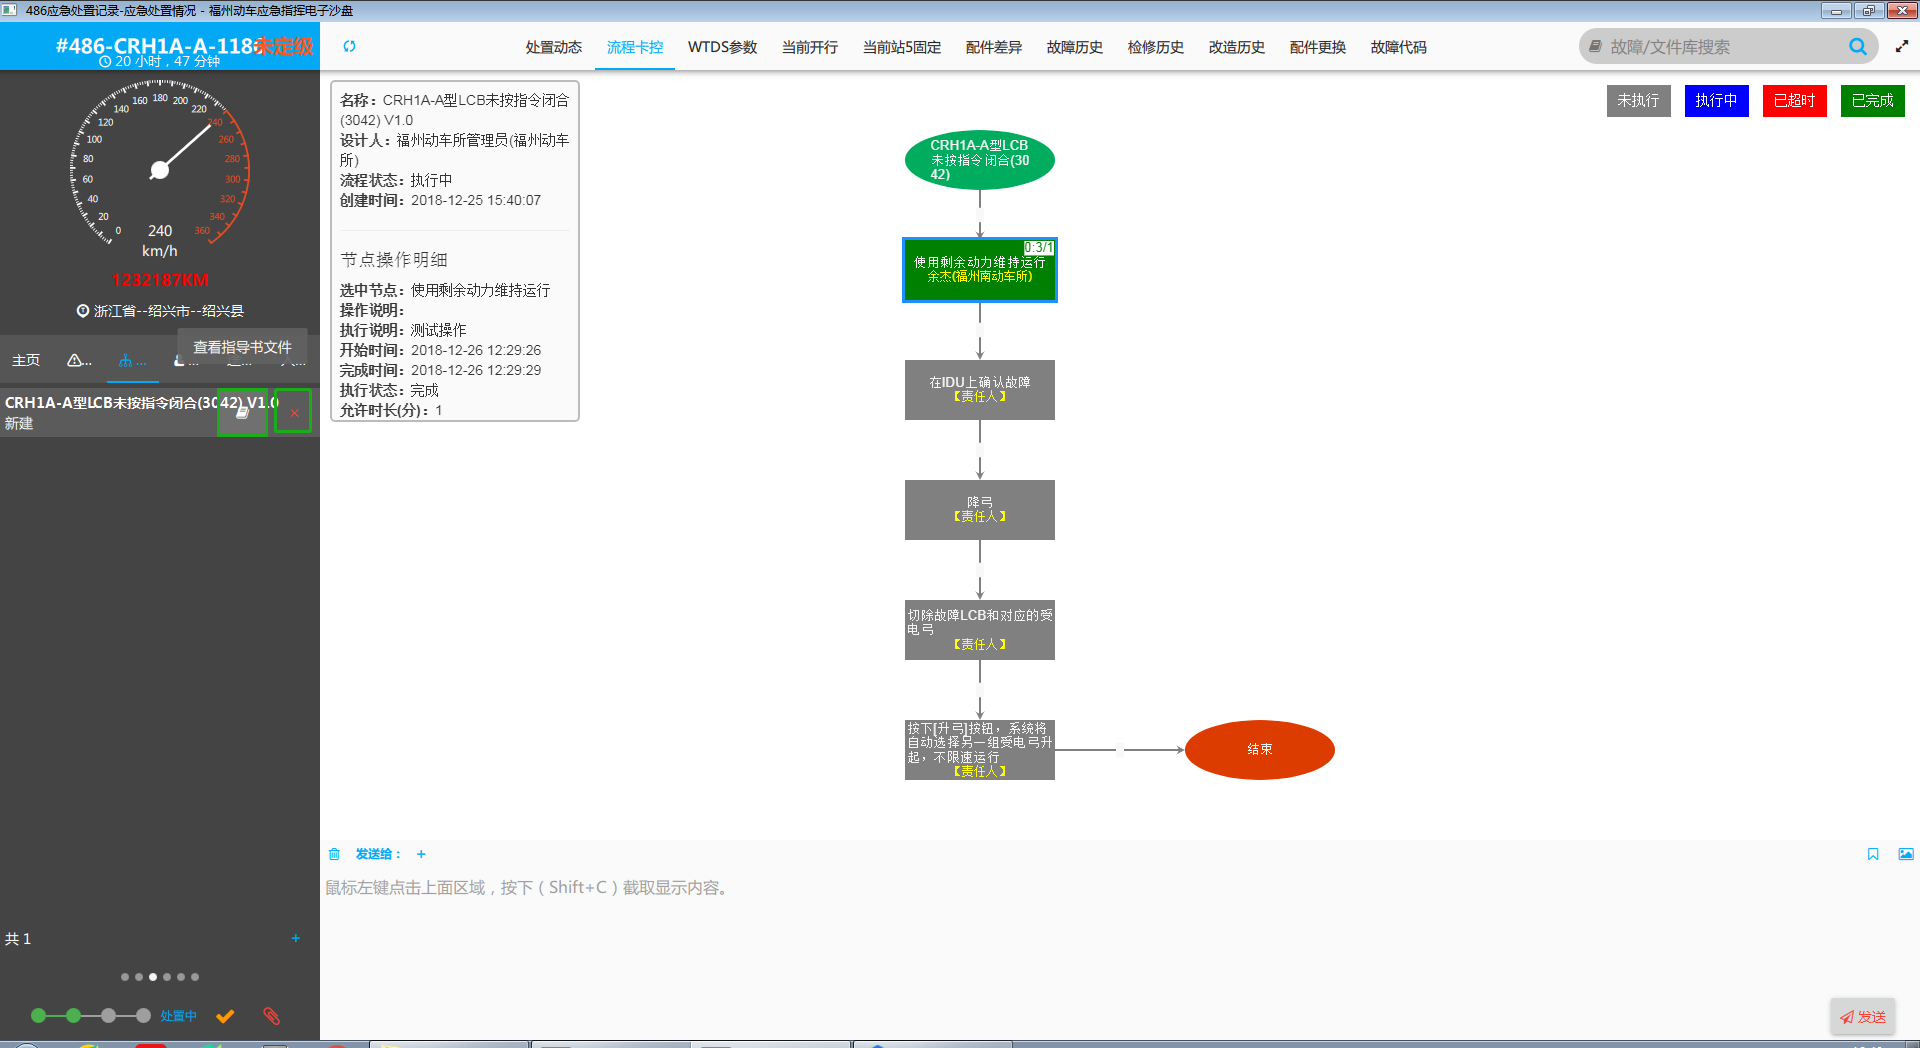 486应急处置记录-应急处置情况 - 福州动车应急指挥电子沙盘
#486-CRH1A-A-118
未定级
20 小时，47 分钟
处置动态
流程卡控
WTDS参数
当前开行
当前站5固定
配件差异
故障历史
检修历史
改造历史
配件更换
故障代码
故障/文件库搜索
0
20
40
60
80
100
120
140
160
180
200
220
240
260
280
300
320
340
360
240
km/h
1232187KM
浙江省--绍兴市--绍兴县
查看指导书文件
主页
CRH1A-A型LCB未按指令闭合(3042) V1.0
新建
共 1
处置中
名称：CRH1A-A型LCB未按指令闭合
(3042) V1.0
设计人：福州动车所管理员(福州动车
所)
流程状态：执行中
创建时间：2018-12-25 15:40:07
节点操作明细
选中节点：使用剩余动力维持运行
操作说明：
执行说明：测试操作
开始时间：2018-12-26 12:29:26
完成时间：2018-12-26 12:29:29
执行状态：完成
允许时长(分)：1
未执行
执行中
已超时
已完成
CRH1A-A型LCB
未按指令闭合(30
42)
0:3/1
使用剩余动力维持运行
余杰(福州南动车所)
在IDU上确认故障
【责任人】
降弓
【责任人】
切除故障LCB和对应的受
电弓
【责任人】
按下[升弓]按钮，系统将
自动选择另一组受电弓升
起，不限速运行
【责任人】
结束
发送给：
鼠标左键点击上面区域，按下（Shift+C）截取显示内容。
发送